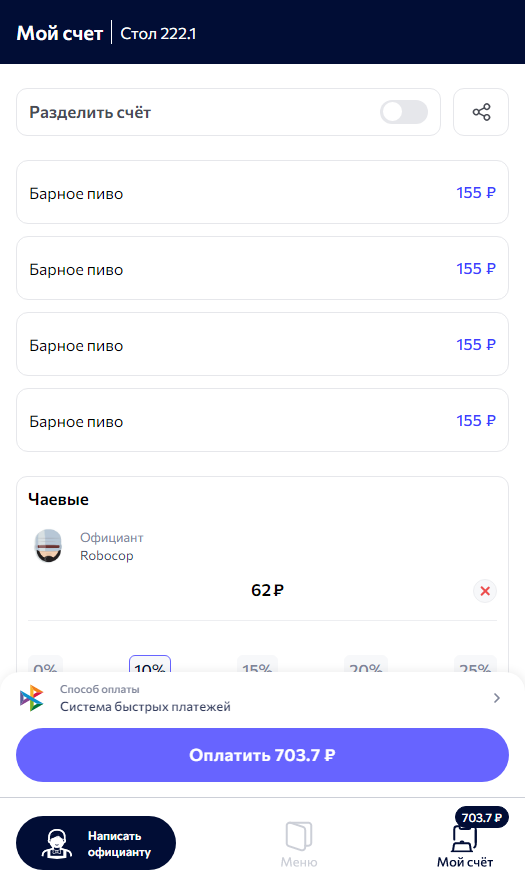 Мой счет Стол 222.1
Разделить счёт
Барное пиво 155 ₽
Барное пиво 155 ₽
Барное пиво 155 ₽
Барное пиво 155 ₽
Чаевые
Официант
Robocop
62 ₽
0% 10% 15% 20% 25%
Способ оплаты
Система быстрых платежей
Оплатить 703.7 ₽
Написать
официанту
Меню
703.7 ₽
Мой счёт